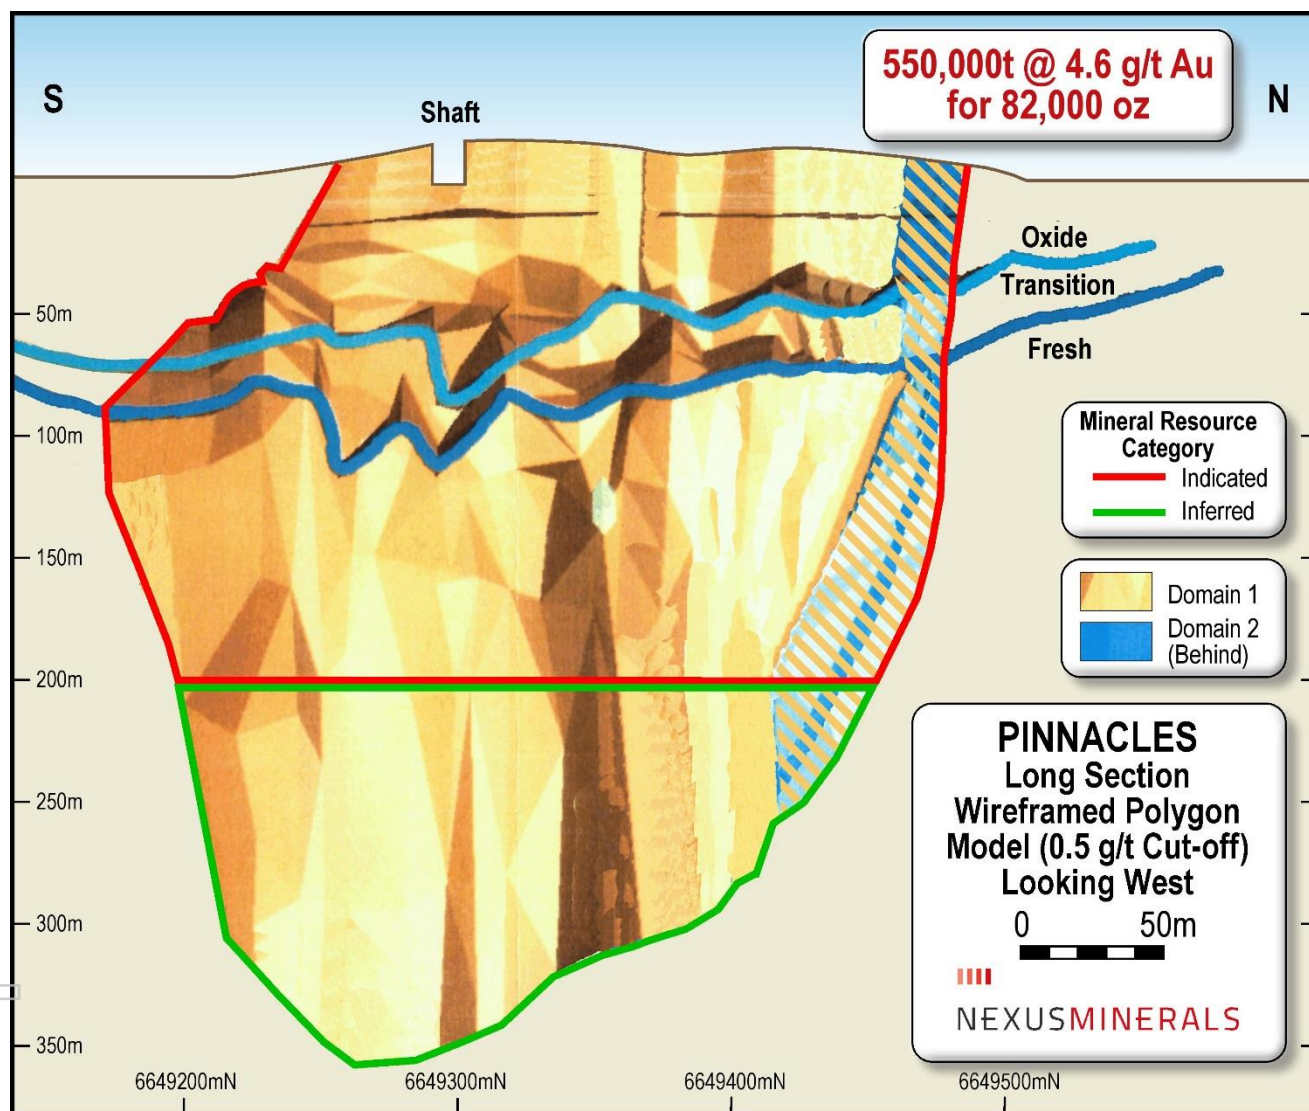 550,000t @ 4.6 g/t Au
for 82,000 oz
S
N
Shaft
Oxide
Transition
Fresh
50m
100m
150m
200m
250m
300m
350m
Mineral Resource
Category
Indicated
Inferred
Domain 1
Domain 2
(Behind)
PINNACLES
Long Section
Wireframed Polygon
Model (0.5 g/t Cut-off)
Looking West
0 50m
NEXUSMINERALS
6649200mN 6649300mN 6649400mN 6649500mN